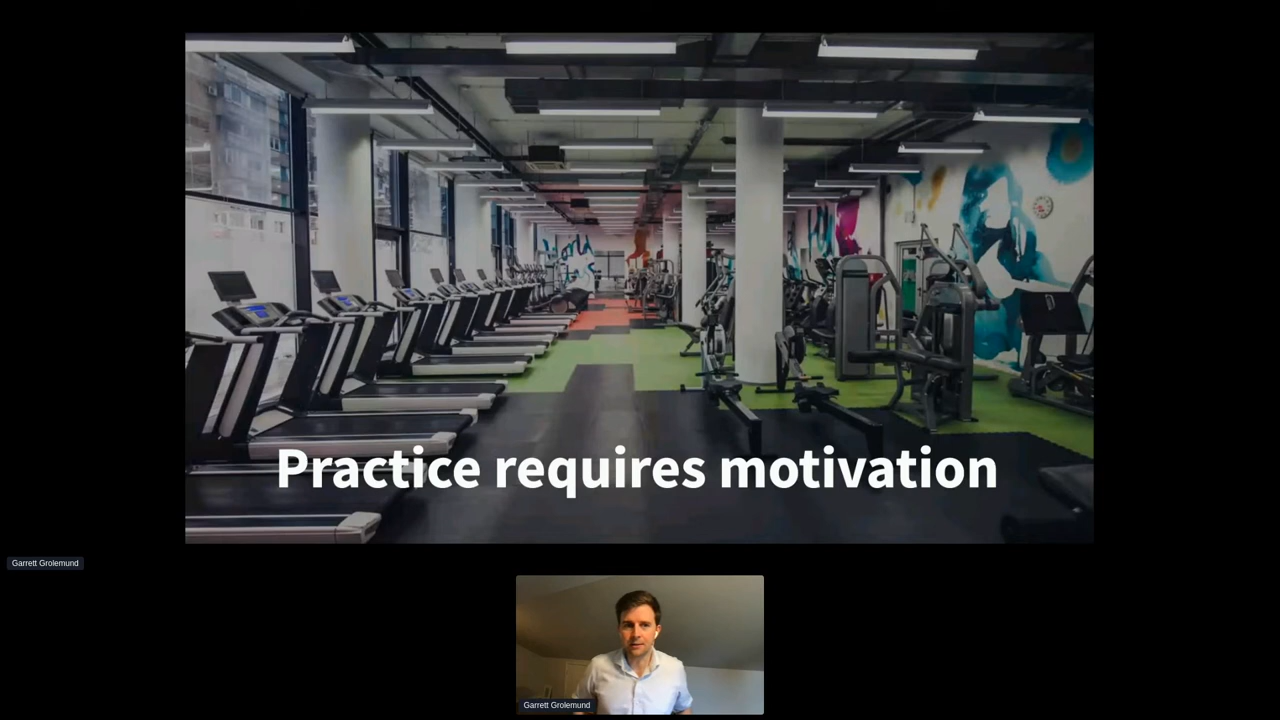 Practice requires motivation
Garrett Grolemund
Garrett Grolemund